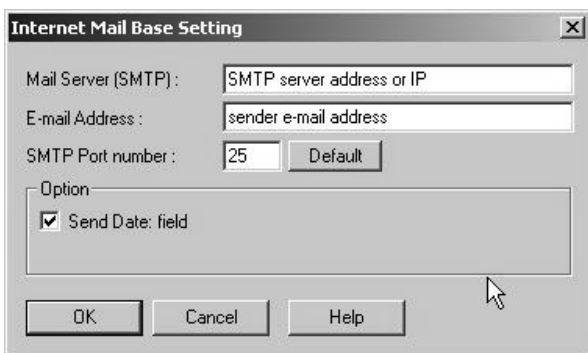 Internet Mail Base Setting
Mail Server (SMTP) : SMTP server address or IP
E-mail Address : sender e-mail address
SMTP Port number : 25 Default
Option
Send Date: field
OK Cancel Help